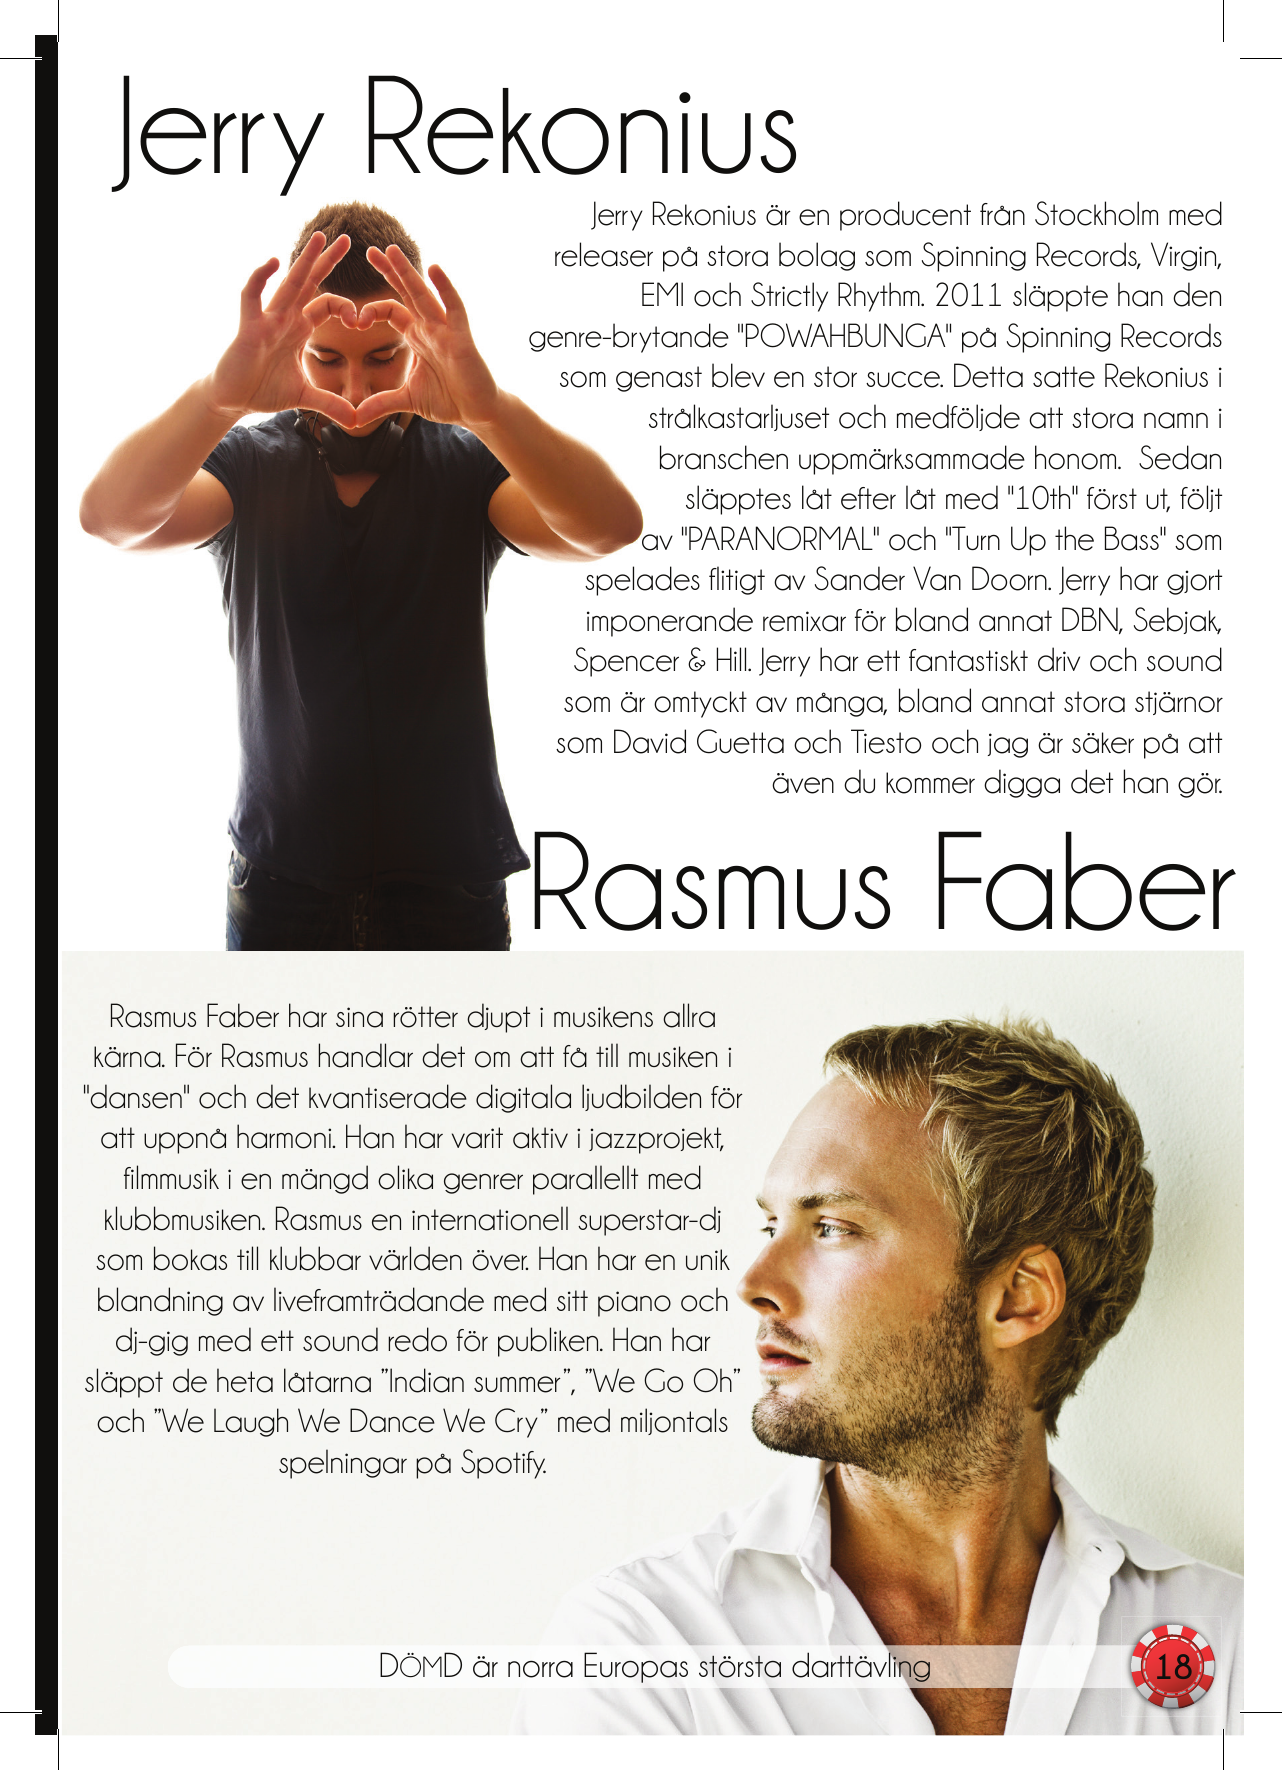 Jerry Rekonius
Jerry Rekonius är en producent från Stockholm med
releaser på stora bolag som Spinning Records, Virgin,
EMI och Strictly Rhythm. 2011 släppte han den
genre-brytande "POWAHBUNGA" på Spinning Records
som genast blev en stor succe. Detta satte Rekonius i
strålkastarljuset och medföljde att stora namn i
branschen uppmärksammade honom.  Sedan
släpptes låt efter låt med "10th" först ut, följt
av "PARANORMAL" och "Turn Up the Bass" som
spelades flitigt av Sander Van Doorn. Jerry har gjort
imponerande remixar för bland annat DBN, Sebjak,
Spencer & Hill. Jerry har ett fantastiskt driv och sound
som är omtyckt av många, bland annat stora stjärnor
som David Guetta och Tiesto och jag är säker på att
även du kommer digga det han gör.
Rasmus Faber
Rasmus Faber har sina rötter djupt i musikens allra
kärna. För Rasmus handlar det om att få till musiken i
"dansen" och det kvantiserade digitala ljudbilden för
att uppnå harmoni. Han har varit aktiv i jazzprojekt,
filmmusik i en mängd olika genrer parallellt med
klubbmusiken. Rasmus en internationell superstar-dj
som bokas till klubbar världen över. Han har en unik
blandning av liveframträdande med sitt piano och
dj-gig med ett sound redo för publiken. Han har
släppt de heta låtarna ”Indian summer”, ”We Go Oh”
och ”We Laugh We Dance We Cry” med miljontals
spelningar på Spotify.
DÖMD är norra Europas största darttävling
18